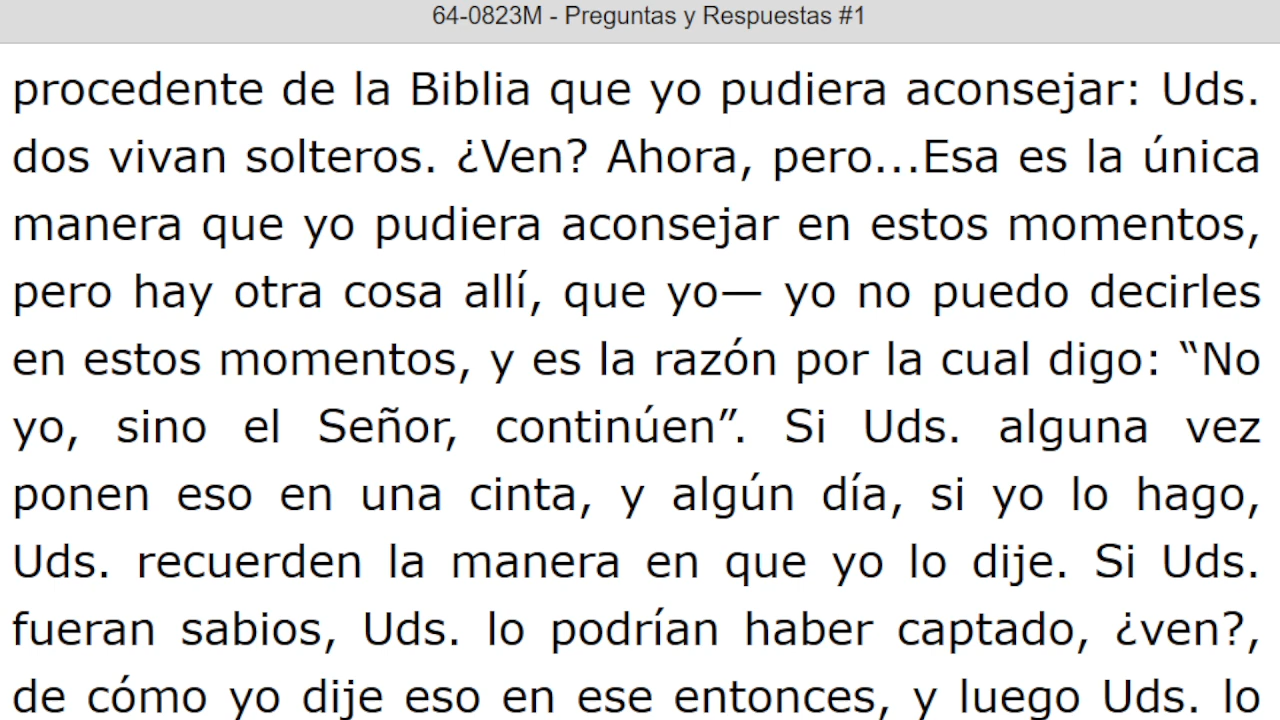 64-0823M - Preguntas y Respuestas #1
procedente de la Biblia que yo pudiera aconsejar: Uds.
dos vivan solteros. ¿Ven? Ahora, pero...Esa es la única
manera que yo pudiera aconsejar en estos momentos,
pero hay otra cosa allí, que yo— yo no puedo decirles
en estos momentos, y es la razón por la cual digo: “No
yo, sino el Señor, continúen”. Si Uds. alguna vez
ponen eso en una cinta, y algún día, si yo lo hago,
Uds. recuerden la manera en que yo lo dije. Si Uds.
fueran sabios, Uds. lo podrían haber captado, ¿ven?,
de cómo yo dije eso en ese entonces, y luego Uds. lo